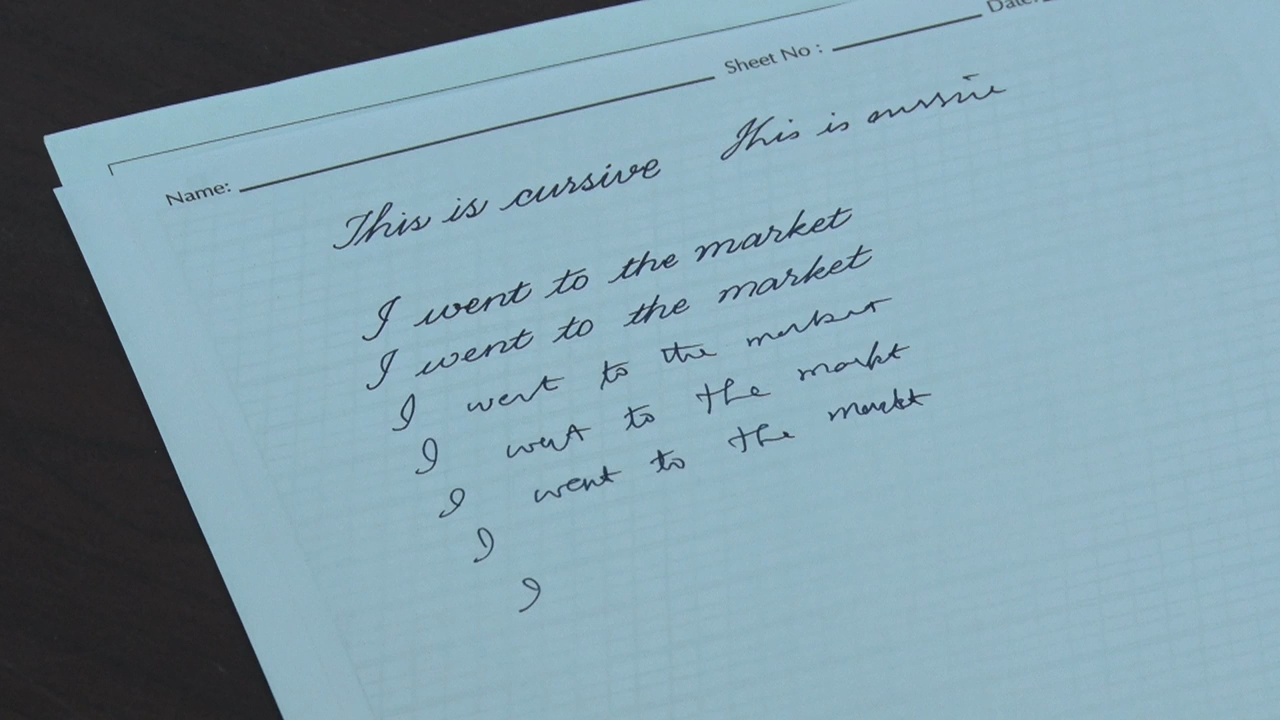 Name: Sheet No : Date:
This is cursive This is cursive
I went to the market
I went to the market
I went to the market
I went to the market
I went to the market
I
I